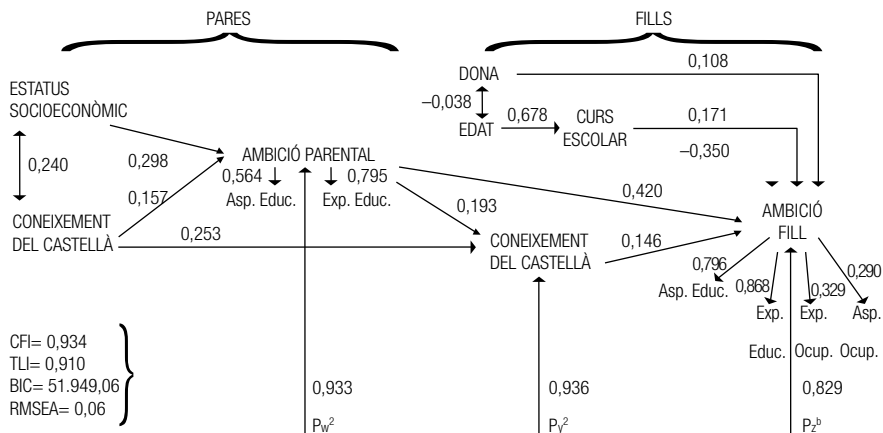 PARES
FILLS
DONA
0,108
ESTATUS
SOCIOECONÒMIC
–0,038
0,678
CURS
ESCOLAR
0,171
EDAT
–0,350
0,240
0,298
AMBICIÓ PARENTAL
0,564
0,795
Asp. Educ.
Exp. Educ.
0,420
0,157
0,193
CONEIXEMENT
DEL CASTELLÀ
0,253
CONEIXEMENT
DEL CASTELLÀ
0,146
AMBICIÓ
FILL
0,796
0,868
0,329
0,290
Asp. Educ.
Exp.
Educ.
Exp.
Ocup.
Asp.
Ocup.
CFI= 0,934
TLI= 0,910
BIC= 51.949,06
RMSEA= 0,06
0,933
0,936
0,829
Pw²
Py²
Pzᵇ